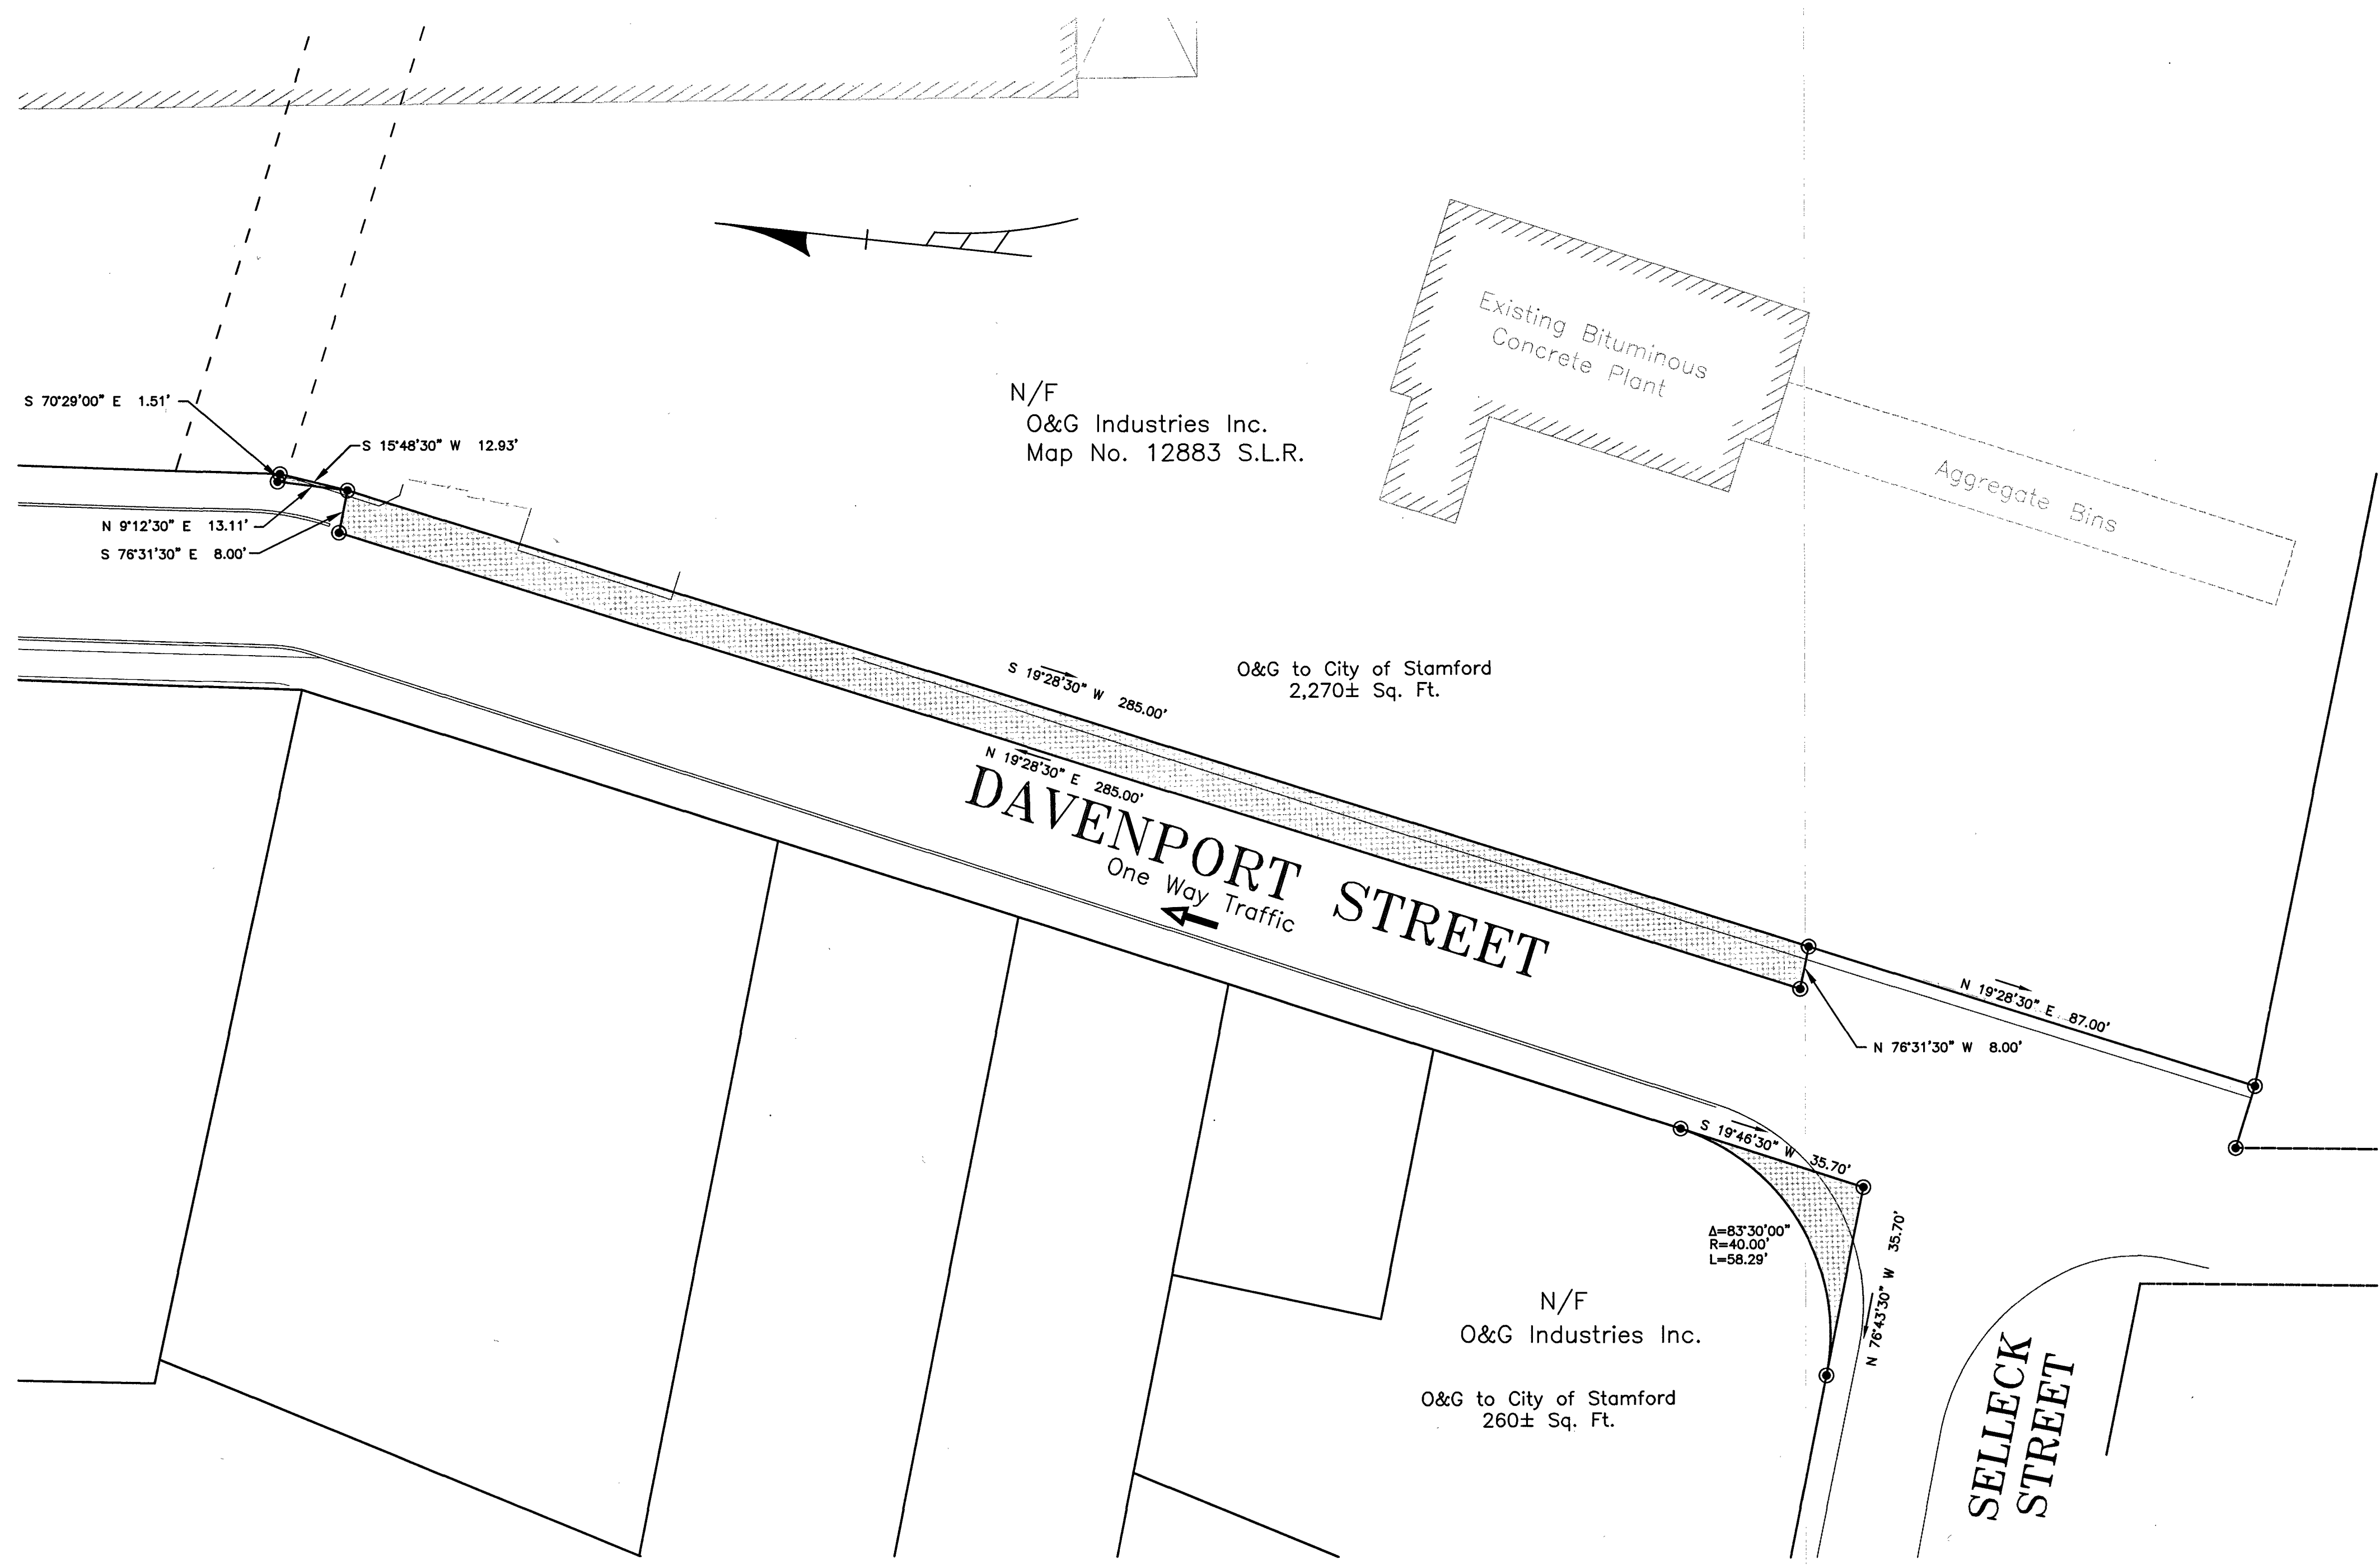 Existing Bituminous
Concrete Plant
Aggregate Bins
N/F
O&G Industries Inc.
Map No. 12883 S.L.R.
S 70°29'00" E 1.51'
S 15°48'30" W 12.93'
N 9°12'30" E 13.11'
S 76°31'30" E 8.00'
O&G to City of Stamford
2,270± Sq. Ft.
S 19°28'30" W 285.00'
N 19°28'30" E 285.00'
DAVENPORT STREET
One Way Traffic
N 19°28'30" E 87.00'
N 76°31'30" W 8.00'
S 19°46'30" W 35.70'
N 76°43'30" W 35.70'
Δ=83°30'00"
R=40.00'
L=58.29'
N/F
O&G Industries Inc.
O&G to City of Stamford
260± Sq. Ft.
SELLECK
STREET